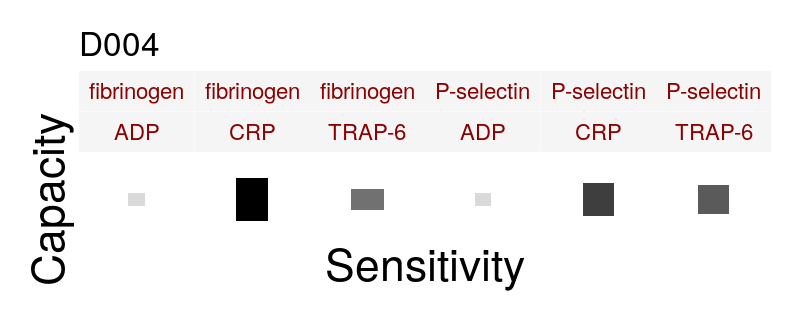 D004
fibrinogen fibrinogen fibrinogen P-selectin P-selectin P-selectin
ADP CRP TRAP-6 ADP CRP TRAP-6
Capacity
Sensitivity